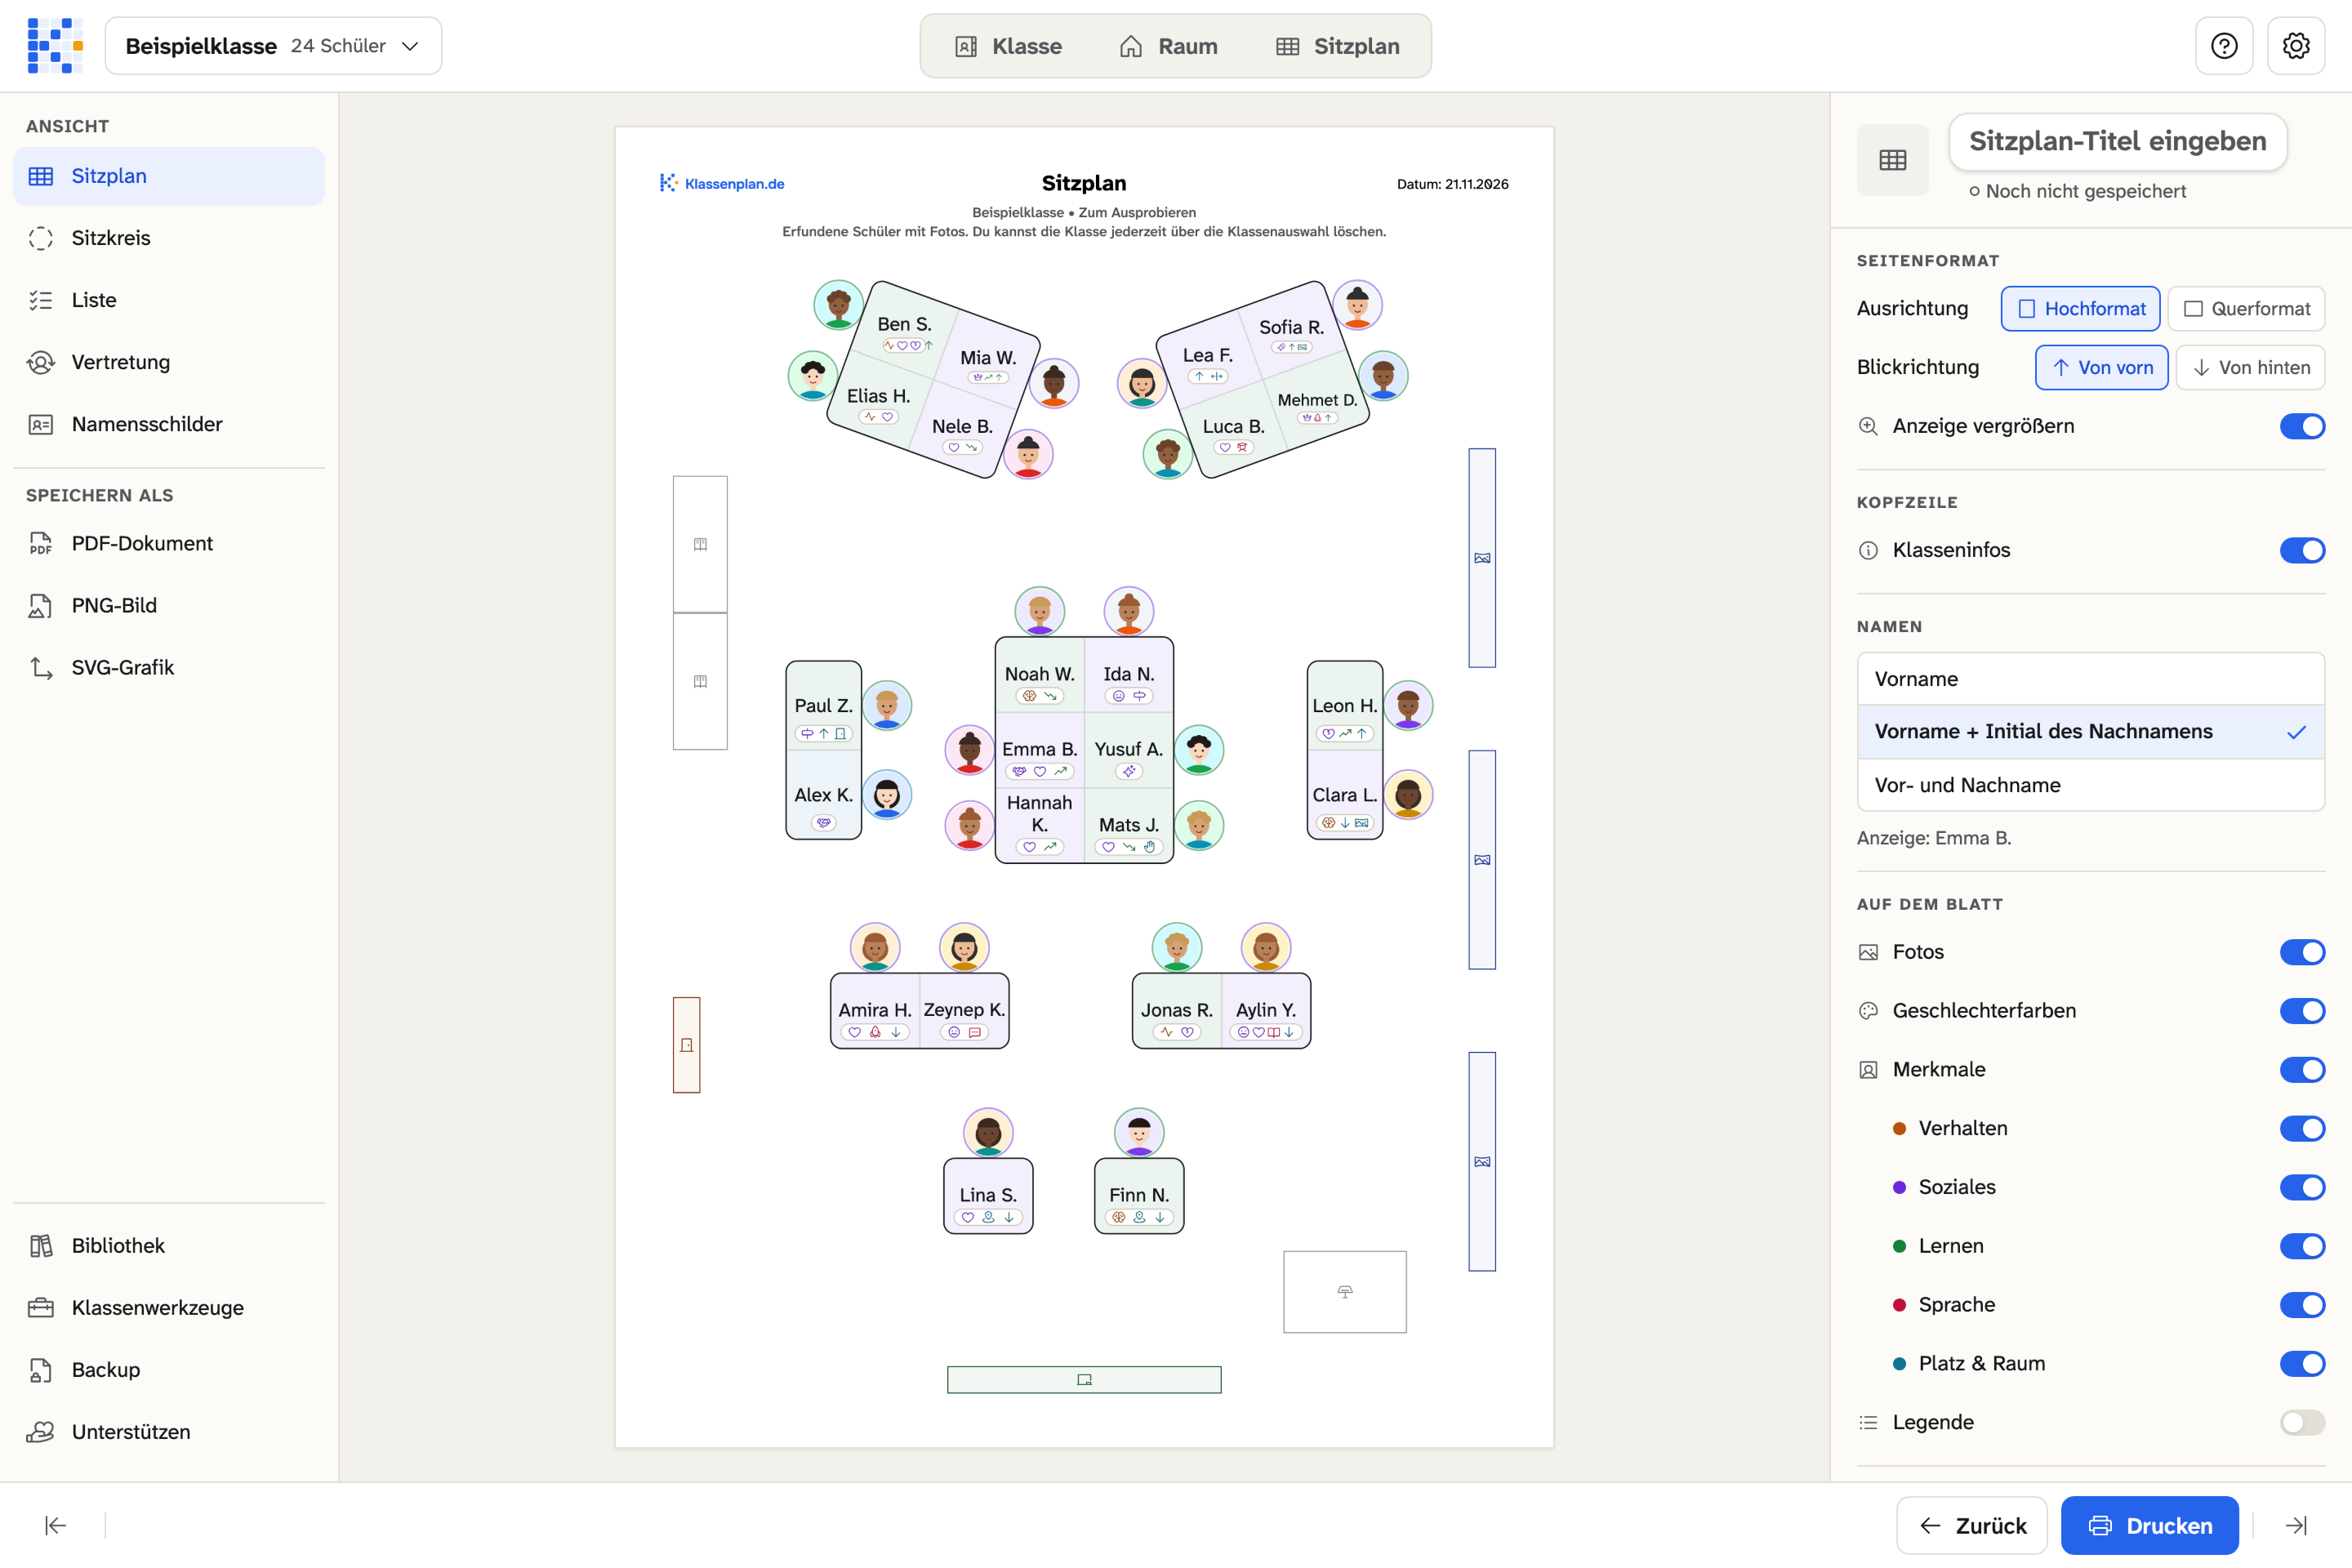 Beispielklasse 24 Schüler
Klasse
Raum
Sitzplan
ANSICHT
Sitzplan
Sitzkreis
Liste
Vertretung
Namensschilder
SPEICHERN ALS
PDF-Dokument
PNG-Bild
SVG-Grafik
Bibliothek
Klassenwerkzeuge
Backup
Unterstützen
Klassenplan.de
Sitzplan
Datum: 21.11.2026
Beispielklasse • Zum Ausprobieren
Erfundene Schüler mit Fotos. Du kannst die Klasse jederzeit über die Klassenauswahl löschen.
Ben S.
Mia W.
Elias H.
Nele B.
Sofia R.
Lea F.
Mehmet D.
Luca B.
Noah W.
Ida N.
Paul Z.
Leon H.
Emma B.
Yusuf A.
Alex K.
Clara L.
Hannah
K.
Mats J.
Amira H.
Zeynep K.
Jonas R.
Aylin Y.
Lina S.
Finn N.
Sitzplan-Titel eingeben
Noch nicht gespeichert
SEITENFORMAT
Ausrichtung
Hochformat
Querformat
Blickrichtung
Von vorn
Von hinten
Anzeige vergrößern
KOPFZEILE
Klasseninfos
NAMEN
Vorname
Vorname + Initial des Nachnamens
Vor- und Nachname
Anzeige: Emma B.
AUF DEM BLATT
Fotos
Geschlechterfarben
Merkmale
Verhalten
Soziales
Lernen
Sprache
Platz & Raum
Legende
Zurück
Drucken